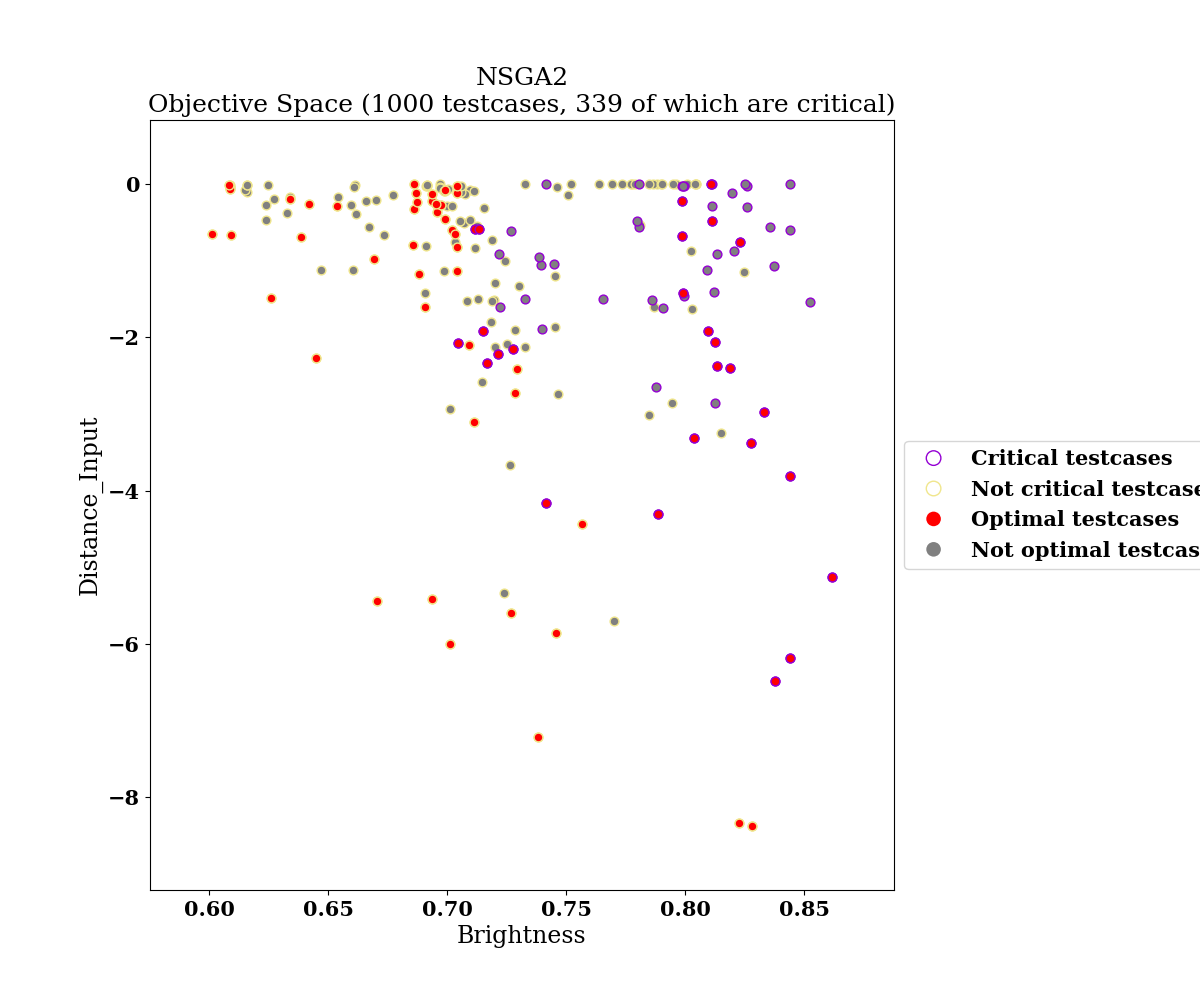 NSGA2
Objective Space (1000 testcases, 339 of which are critical)
0
−2
−4
−6
−8
Distance_Input
0.60 0.65 0.70 0.75 0.80 0.85
Brightness
Critical testcases
Not critical testcase
Optimal testcases
Not optimal testcas